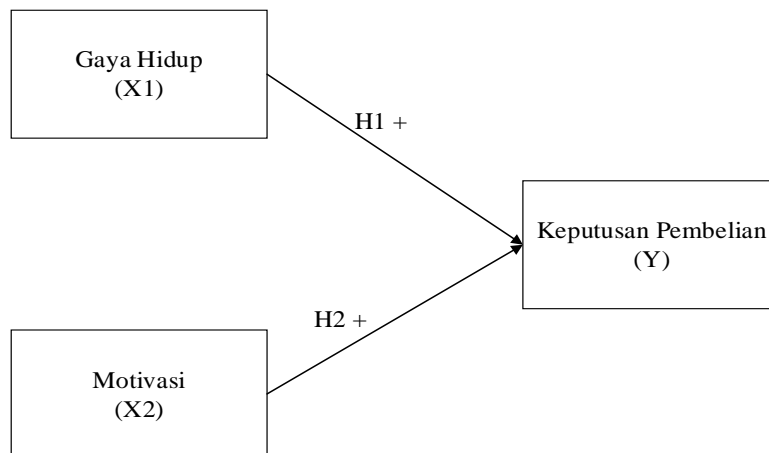 Gaya Hidup
(X1)
H1 +
Keputusan Pembelian
(Y)
H2 +
Motivasi
(X2)